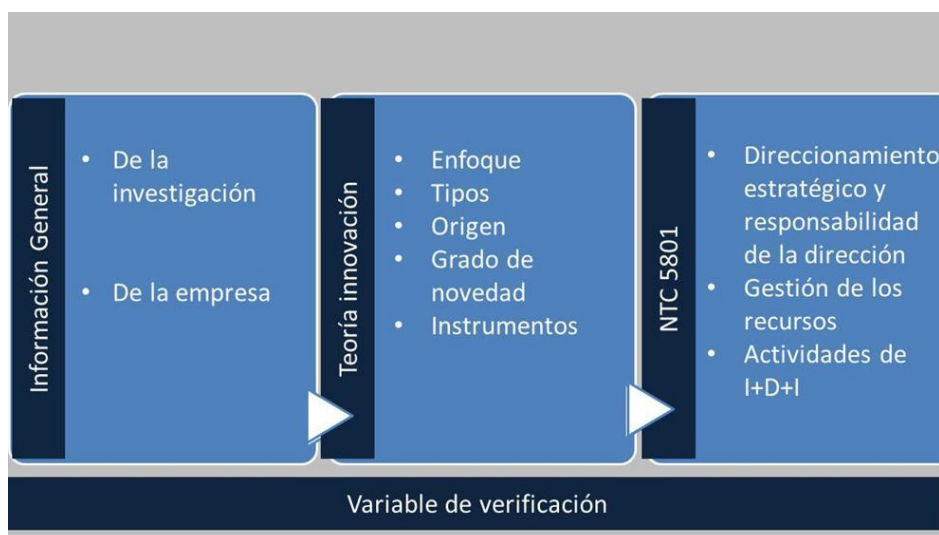 Información General
• De la
investigación
• De la empresa
Teoría innovación
• Enfoque
• Tipos
• Origen
• Grado de
novedad
• Instrumentos
NTC 5801
• Direccionamiento
estratégico y
responsabilidad
de la dirección
• Gestión de los
recursos
• Actividades de
I+D+I
Variable de verificación